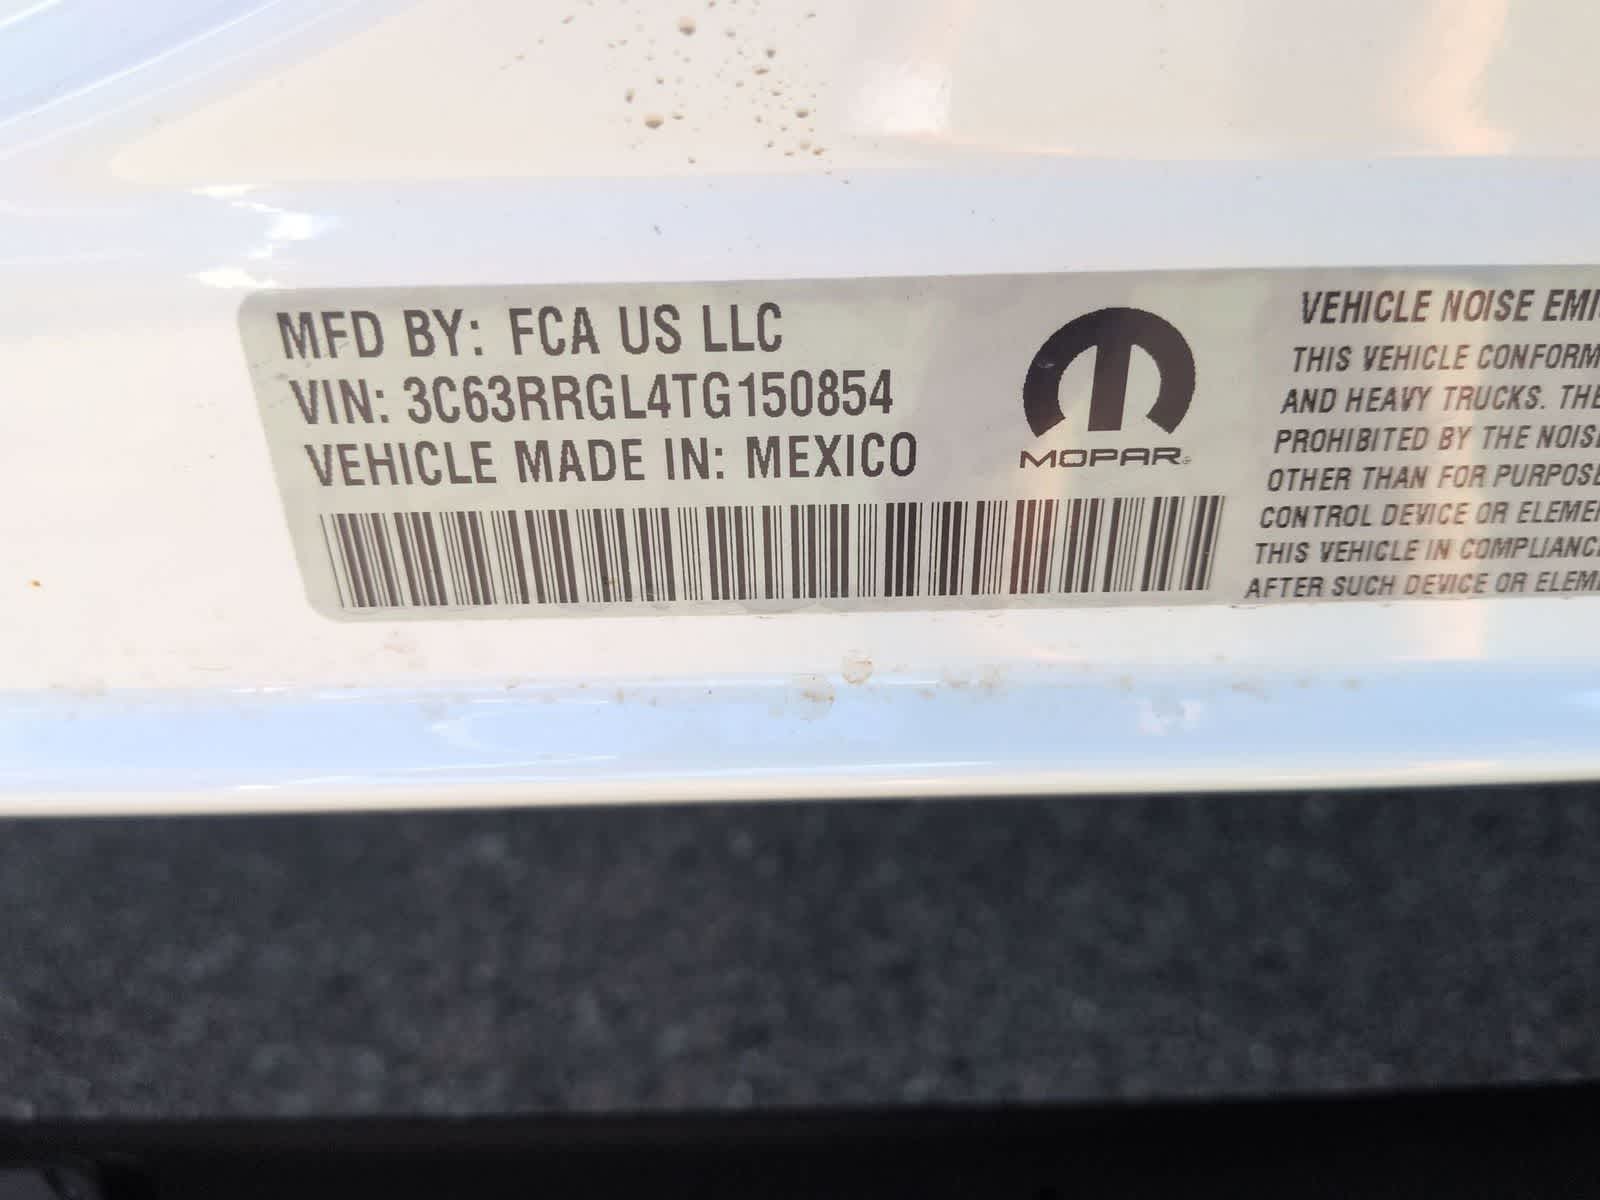 MFD BY: FCA US LLC
VIN: 3C63RRGL4TG150854
VEHICLE MADE IN: MEXICO
MOPAR
VEHICLE NOISE EMI
THIS VEHICLE CONFORM
AND HEAVY TRUCKS. THE
PROHIBITED BY THE NOIS
OTHER THAN FOR PURPOSE
CONTROL DEVICE OR ELEME
THIS VEHICLE IN COMPLIANC
AFTER SUCH DEVICE OR ELEM